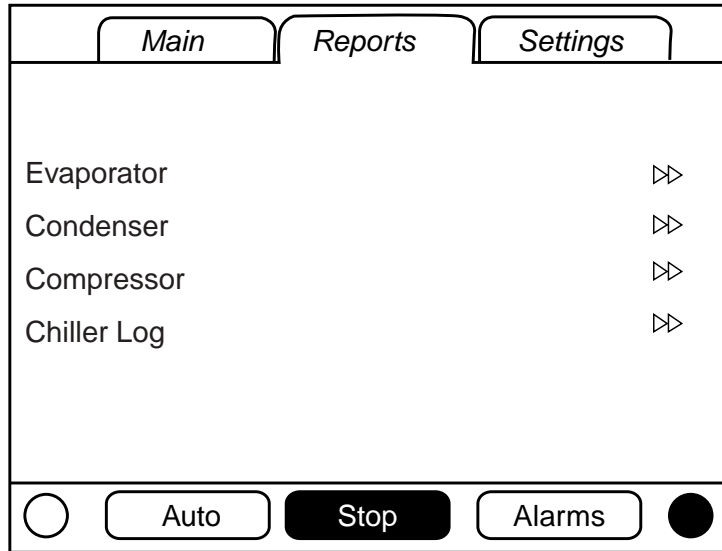 Main Reports Settings
Evaporator
Condenser
Compressor
Chiller Log
Auto Stop Alarms